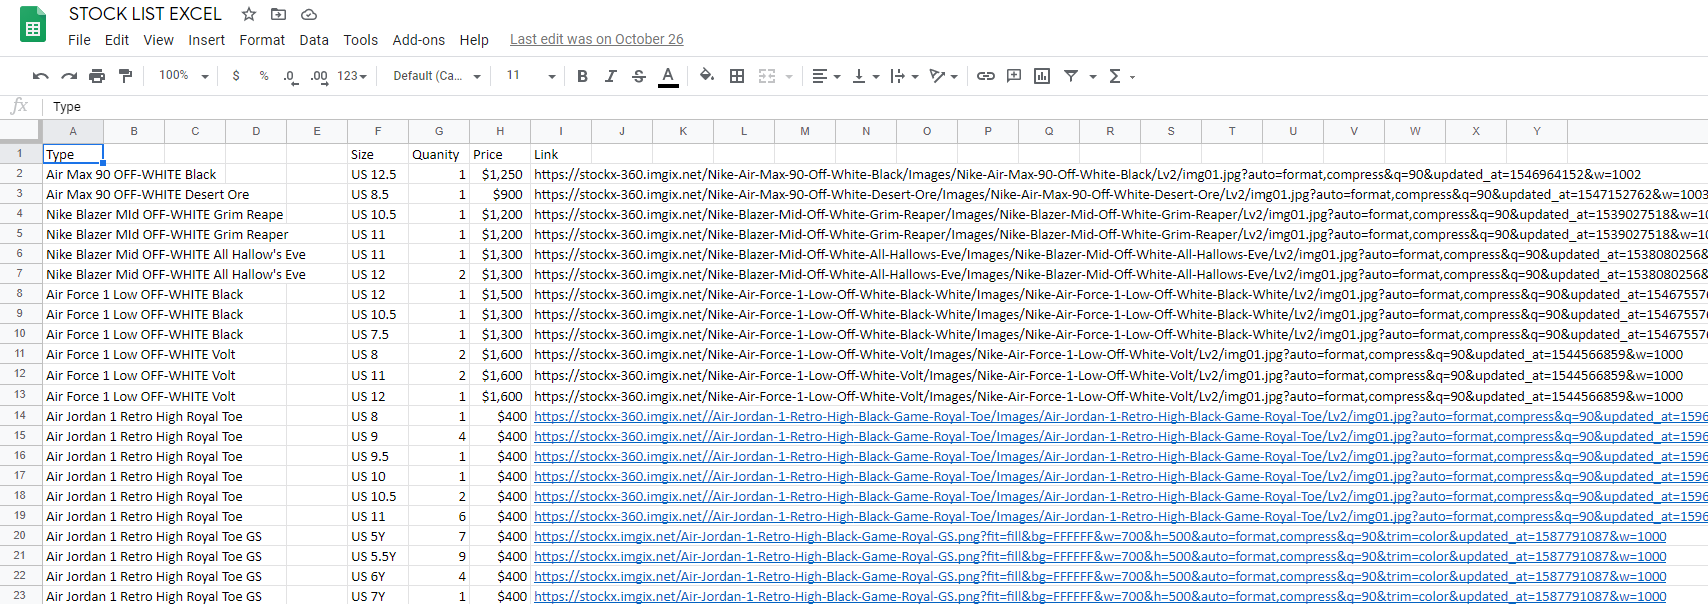 STOCK LIST EXCEL
File Edit View Insert Format Data Tools Add-ons Help Last edit was on October 26
100% $ % .0 .00 123 Default (Ca... 11 B I S A
fx Type
A B C D E F G H I J K L M N O P Q R S T U V W X Y
1 Type Size Quanity Price Link
2 Air Max 90 OFF-WHITE Black US 12.5 1 $1,250 https://stockx-360.imgix.net/Nike-Air-Max-90-Off-White-Black/Images/Nike-Air-Max-90-Off-White-Black/Lv2/img01.jpg?auto=format,compress&q=90&updated_at=1546964152&w=1002
3 Air Max 90 OFF-WHITE Desert Ore US 8.5 1 $900 https://stockx-360.imgix.net/Nike-Air-Max-90-Off-White-Desert-Ore/Images/Nike-Air-Max-90-Off-White-Desert-Ore/Lv2/img01.jpg?auto=format,compress&q=90&updated_at=1547152762&w=1003
4 Nike Blazer MId OFF-WHITE Grim Reape US 10.5 1 $1,200 https://stockx-360.imgix.net/Nike-Blazer-Mid-Off-White-Grim-Reaper/Images/Nike-Blazer-Mid-Off-White-Grim-Reaper/Lv2/img01.jpg?auto=format,compress&q=90&updated_at=1539027518&w=10
5 Nike Blazer MId OFF-WHITE Grim Reaper US 11 1 $1,200 https://stockx-360.imgix.net/Nike-Blazer-Mid-Off-White-Grim-Reaper/Images/Nike-Blazer-Mid-Off-White-Grim-Reaper/Lv2/img01.jpg?auto=format,compress&q=90&updated_at=1539027518&w=10
6 Nike Blazer Mid OFF-WHITE All Hallow's Eve US 11 1 $1,300 https://stockx-360.imgix.net/Nike-Blazer-Mid-Off-White-All-Hallows-Eve/Images/Nike-Blazer-Mid-Off-White-All-Hallows-Eve/Lv2/img01.jpg?auto=format,compress&q=90&updated_at=1538080256&
7 Nike Blazer Mid OFF-WHITE All Hallow's Eve US 12 2 $1,300 https://stockx-360.imgix.net/Nike-Blazer-Mid-Off-White-All-Hallows-Eve/Images/Nike-Blazer-Mid-Off-White-All-Hallows-Eve/Lv2/img01.jpg?auto=format,compress&q=90&updated_at=1538080256&
8 Air Force 1 Low OFF-WHITE Black US 12 1 $1,500 https://stockx-360.imgix.net/Nike-Air-Force-1-Low-Off-White-Black-White/Images/Nike-Air-Force-1-Low-Off-White-Black-White/Lv2/img01.jpg?auto=format,compress&q=90&updated_at=15467557
9 Air Force 1 Low OFF-WHITE Black US 10.5 1 $1,300 https://stockx-360.imgix.net/Nike-Air-Force-1-Low-Off-White-Black-White/Images/Nike-Air-Force-1-Low-Off-White-Black-White/Lv2/img01.jpg?auto=format,compress&q=90&updated_at=15467557
10 Air Force 1 Low OFF-WHITE Black US 7.5 1 $1,300 https://stockx-360.imgix.net/Nike-Air-Force-1-Low-Off-White-Black-White/Images/Nike-Air-Force-1-Low-Off-White-Black-White/Lv2/img01.jpg?auto=format,compress&q=90&updated_at=15467557
11 Air Force 1 Low OFF-WHITE Volt US 8 2 $1,600 https://stockx-360.imgix.net/Nike-Air-Force-1-Low-Off-White-Volt/Images/Nike-Air-Force-1-Low-Off-White-Volt/Lv2/img01.jpg?auto=format,compress&q=90&updated_at=1544566859&w=1000
12 Air Force 1 Low OFF-WHITE Volt US 11 2 $1,600 https://stockx-360.imgix.net/Nike-Air-Force-1-Low-Off-White-Volt/Images/Nike-Air-Force-1-Low-Off-White-Volt/Lv2/img01.jpg?auto=format,compress&q=90&updated_at=1544566859&w=1000
13 Air Force 1 Low OFF-WHITE Volt US 12 1 $1,600 https://stockx-360.imgix.net/Nike-Air-Force-1-Low-Off-White-Volt/Images/Nike-Air-Force-1-Low-Off-White-Volt/Lv2/img01.jpg?auto=format,compress&q=90&updated_at=1544566859&w=1000
14 Air Jordan 1 Retro High Royal Toe US 8 1 $400 https://stockx-360.imgix.net//Air-Jordan-1-Retro-High-Black-Game-Royal-Toe/Images/Air-Jordan-1-Retro-High-Black-Game-Royal-Toe/Lv2/img01.jpg?auto=format,compress&q=90&updated_at=1596
15 Air Jordan 1 Retro High Royal Toe US 9 4 $400 https://stockx-360.imgix.net//Air-Jordan-1-Retro-High-Black-Game-Royal-Toe/Images/Air-Jordan-1-Retro-High-Black-Game-Royal-Toe/Lv2/img01.jpg?auto=format,compress&q=90&updated_at=1596
16 Air Jordan 1 Retro High Royal Toe US 9.5 1 $400 https://stockx-360.imgix.net//Air-Jordan-1-Retro-High-Black-Game-Royal-Toe/Images/Air-Jordan-1-Retro-High-Black-Game-Royal-Toe/Lv2/img01.jpg?auto=format,compress&q=90&updated_at=1596
17 Air Jordan 1 Retro High Royal Toe US 10 1 $400 https://stockx-360.imgix.net//Air-Jordan-1-Retro-High-Black-Game-Royal-Toe/Images/Air-Jordan-1-Retro-High-Black-Game-Royal-Toe/Lv2/img01.jpg?auto=format,compress&q=90&updated_at=1596
18 Air Jordan 1 Retro High Royal Toe US 10.5 2 $400 https://stockx-360.imgix.net//Air-Jordan-1-Retro-High-Black-Game-Royal-Toe/Images/Air-Jordan-1-Retro-High-Black-Game-Royal-Toe/Lv2/img01.jpg?auto=format,compress&q=90&updated_at=1596
19 Air Jordan 1 Retro High Royal Toe US 11 6 $400 https://stockx-360.imgix.net//Air-Jordan-1-Retro-High-Black-Game-Royal-Toe/Images/Air-Jordan-1-Retro-High-Black-Game-Royal-Toe/Lv2/img01.jpg?auto=format,compress&q=90&updated_at=1596
20 Air Jordan 1 Retro High Royal Toe GS US 5Y 7 $400 https://stockx.imgix.net/Air-Jordan-1-Retro-High-Black-Game-Royal-GS.png?fit=fill&bg=FFFFFF&w=700&h=500&auto=format,compress&q=90&trim=color&updated_at=1587791087&w=1000
21 Air Jordan 1 Retro High Royal Toe GS US 5.5Y 9 $400 https://stockx.imgix.net/Air-Jordan-1-Retro-High-Black-Game-Royal-GS.png?fit=fill&bg=FFFFFF&w=700&h=500&auto=format,compress&q=90&trim=color&updated_at=1587791087&w=1000
22 Air Jordan 1 Retro High Royal Toe GS US 6Y 4 $400 https://stockx.imgix.net/Air-Jordan-1-Retro-High-Black-Game-Royal-GS.png?fit=fill&bg=FFFFFF&w=700&h=500&auto=format,compress&q=90&trim=color&updated_at=1587791087&w=1000
23 Air Jordan 1 Retro High Royal Toe GS US 7Y 1 $400 https://stockx.imgix.net/Air-Jordan-1-Retro-High-Black-Game-Royal-GS.png?fit=fill&bg=FFFFFF&w=700&h=500&auto=format,compress&q=90&trim=color&updated_at=1587791087&w=1000